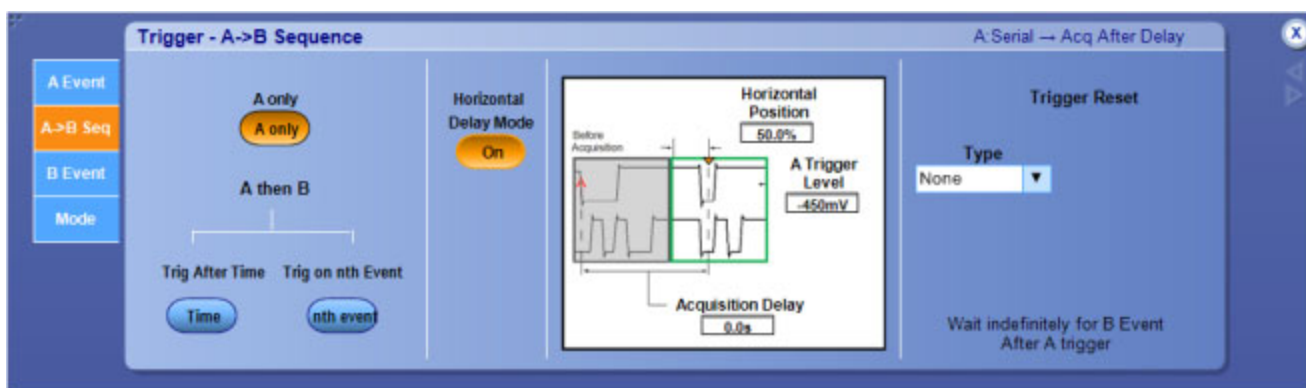 Trigger - A->B Sequence
A:Serial → Acq After Delay
X
A Event
A->B Seq
B Event
Mode
A only
A only
A then B
Trig After Time
Trig on nth Event
Time
nth event
Horizontal
Delay Mode
On
Horizontal
Position
50.0%
Before
Acquisition
A Trigger
Level
-450mV
Acquisition Delay
0.0s
Trigger Reset
Type
None
Wait indefinitely for B Event
After A trigger